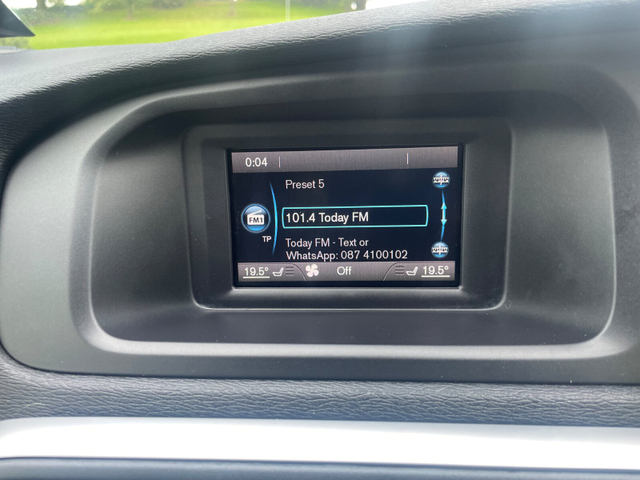 0:04
Preset 5
101.4 Today FM
FM1
TP
Today FM - Text or
WhatsApp: 087 4100102
19.5° Off 19.5°